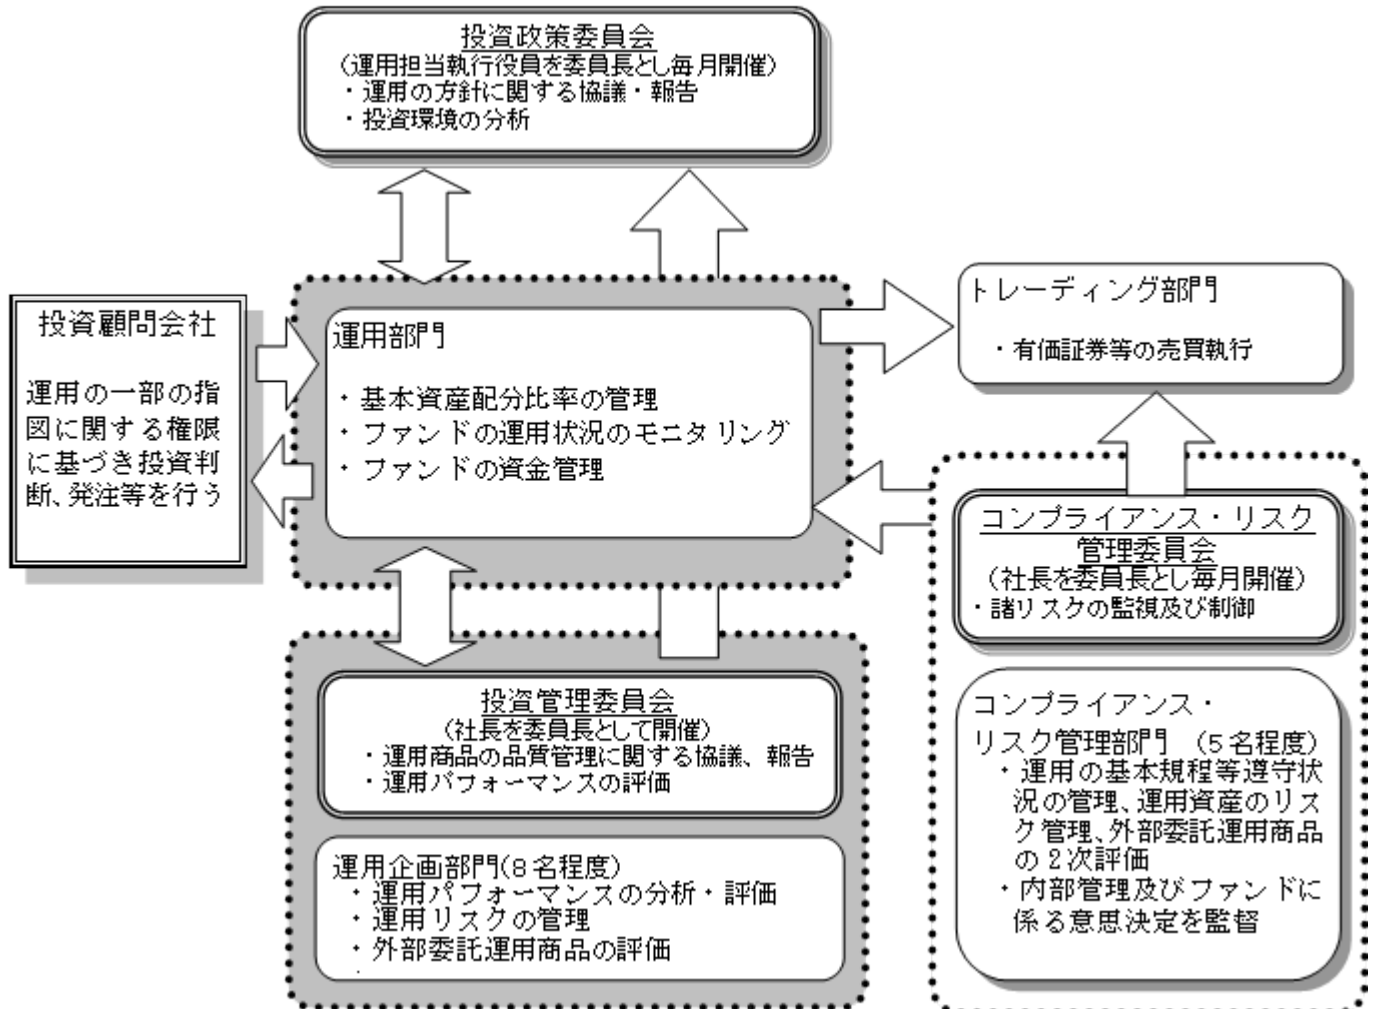 投資政策委員会
(運用担当執行役員を委員長とし毎月開催)
・運用の方針に関する協議・報告
・投資環境の分析
投資顧問会社
運用の一部の指
図に関する権限
に基づき投資判
断、発注等を行う
運用部門
・基本資産配分比率の管理
・ファンドの運用状況のモニタリング
・ファンドの資金管理
トレーディング部門
・有価証券等の売買執行
コンプライアンス・リスク
管理委員会
(社長を委員長とし毎月開催)
・諸リスクの監視及び制御
投資管理委員会
(社長を委員長として開催)
・運用商品の品質管理に関する協議、報告
・運用パフォーマンスの評価
運用企画部門(8名程度)
・運用パフォーマンスの分析・評価
・運用リスクの管理
・外部委託運用商品の評価
コンプライアンス・
リスク管理部門 (5名程度)
・運用の基本規程等遵守状
況の管理、運用資産のリス
ク管理、外部委託運用商品
の2次評価
・内部管理及びファンドに
係る意思決定を監督